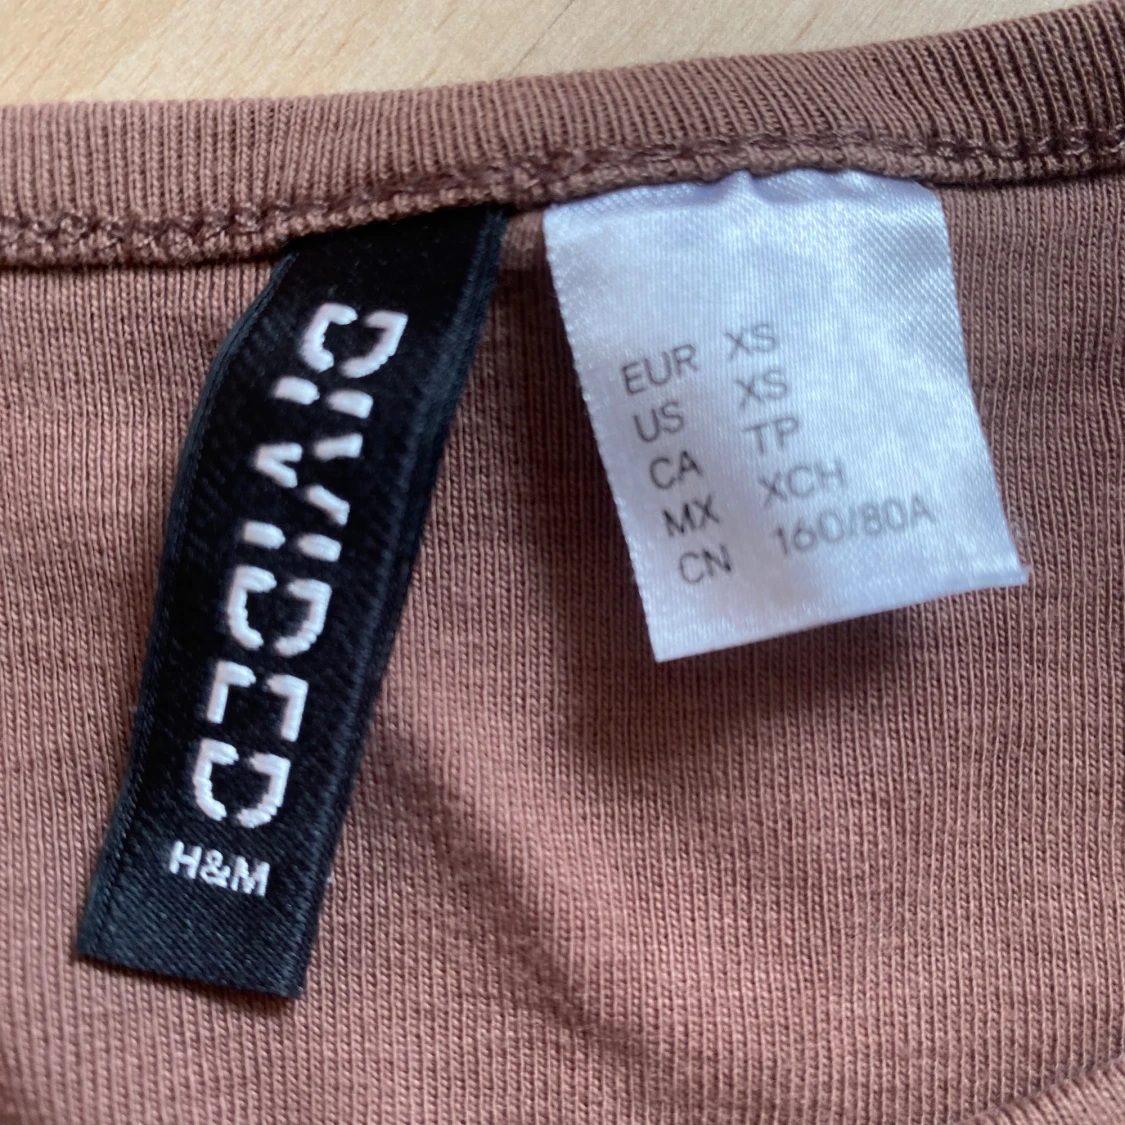 DIVIDED
H&M
EUR XS
US XS
CA TP
MX XCH
CN 160/80A